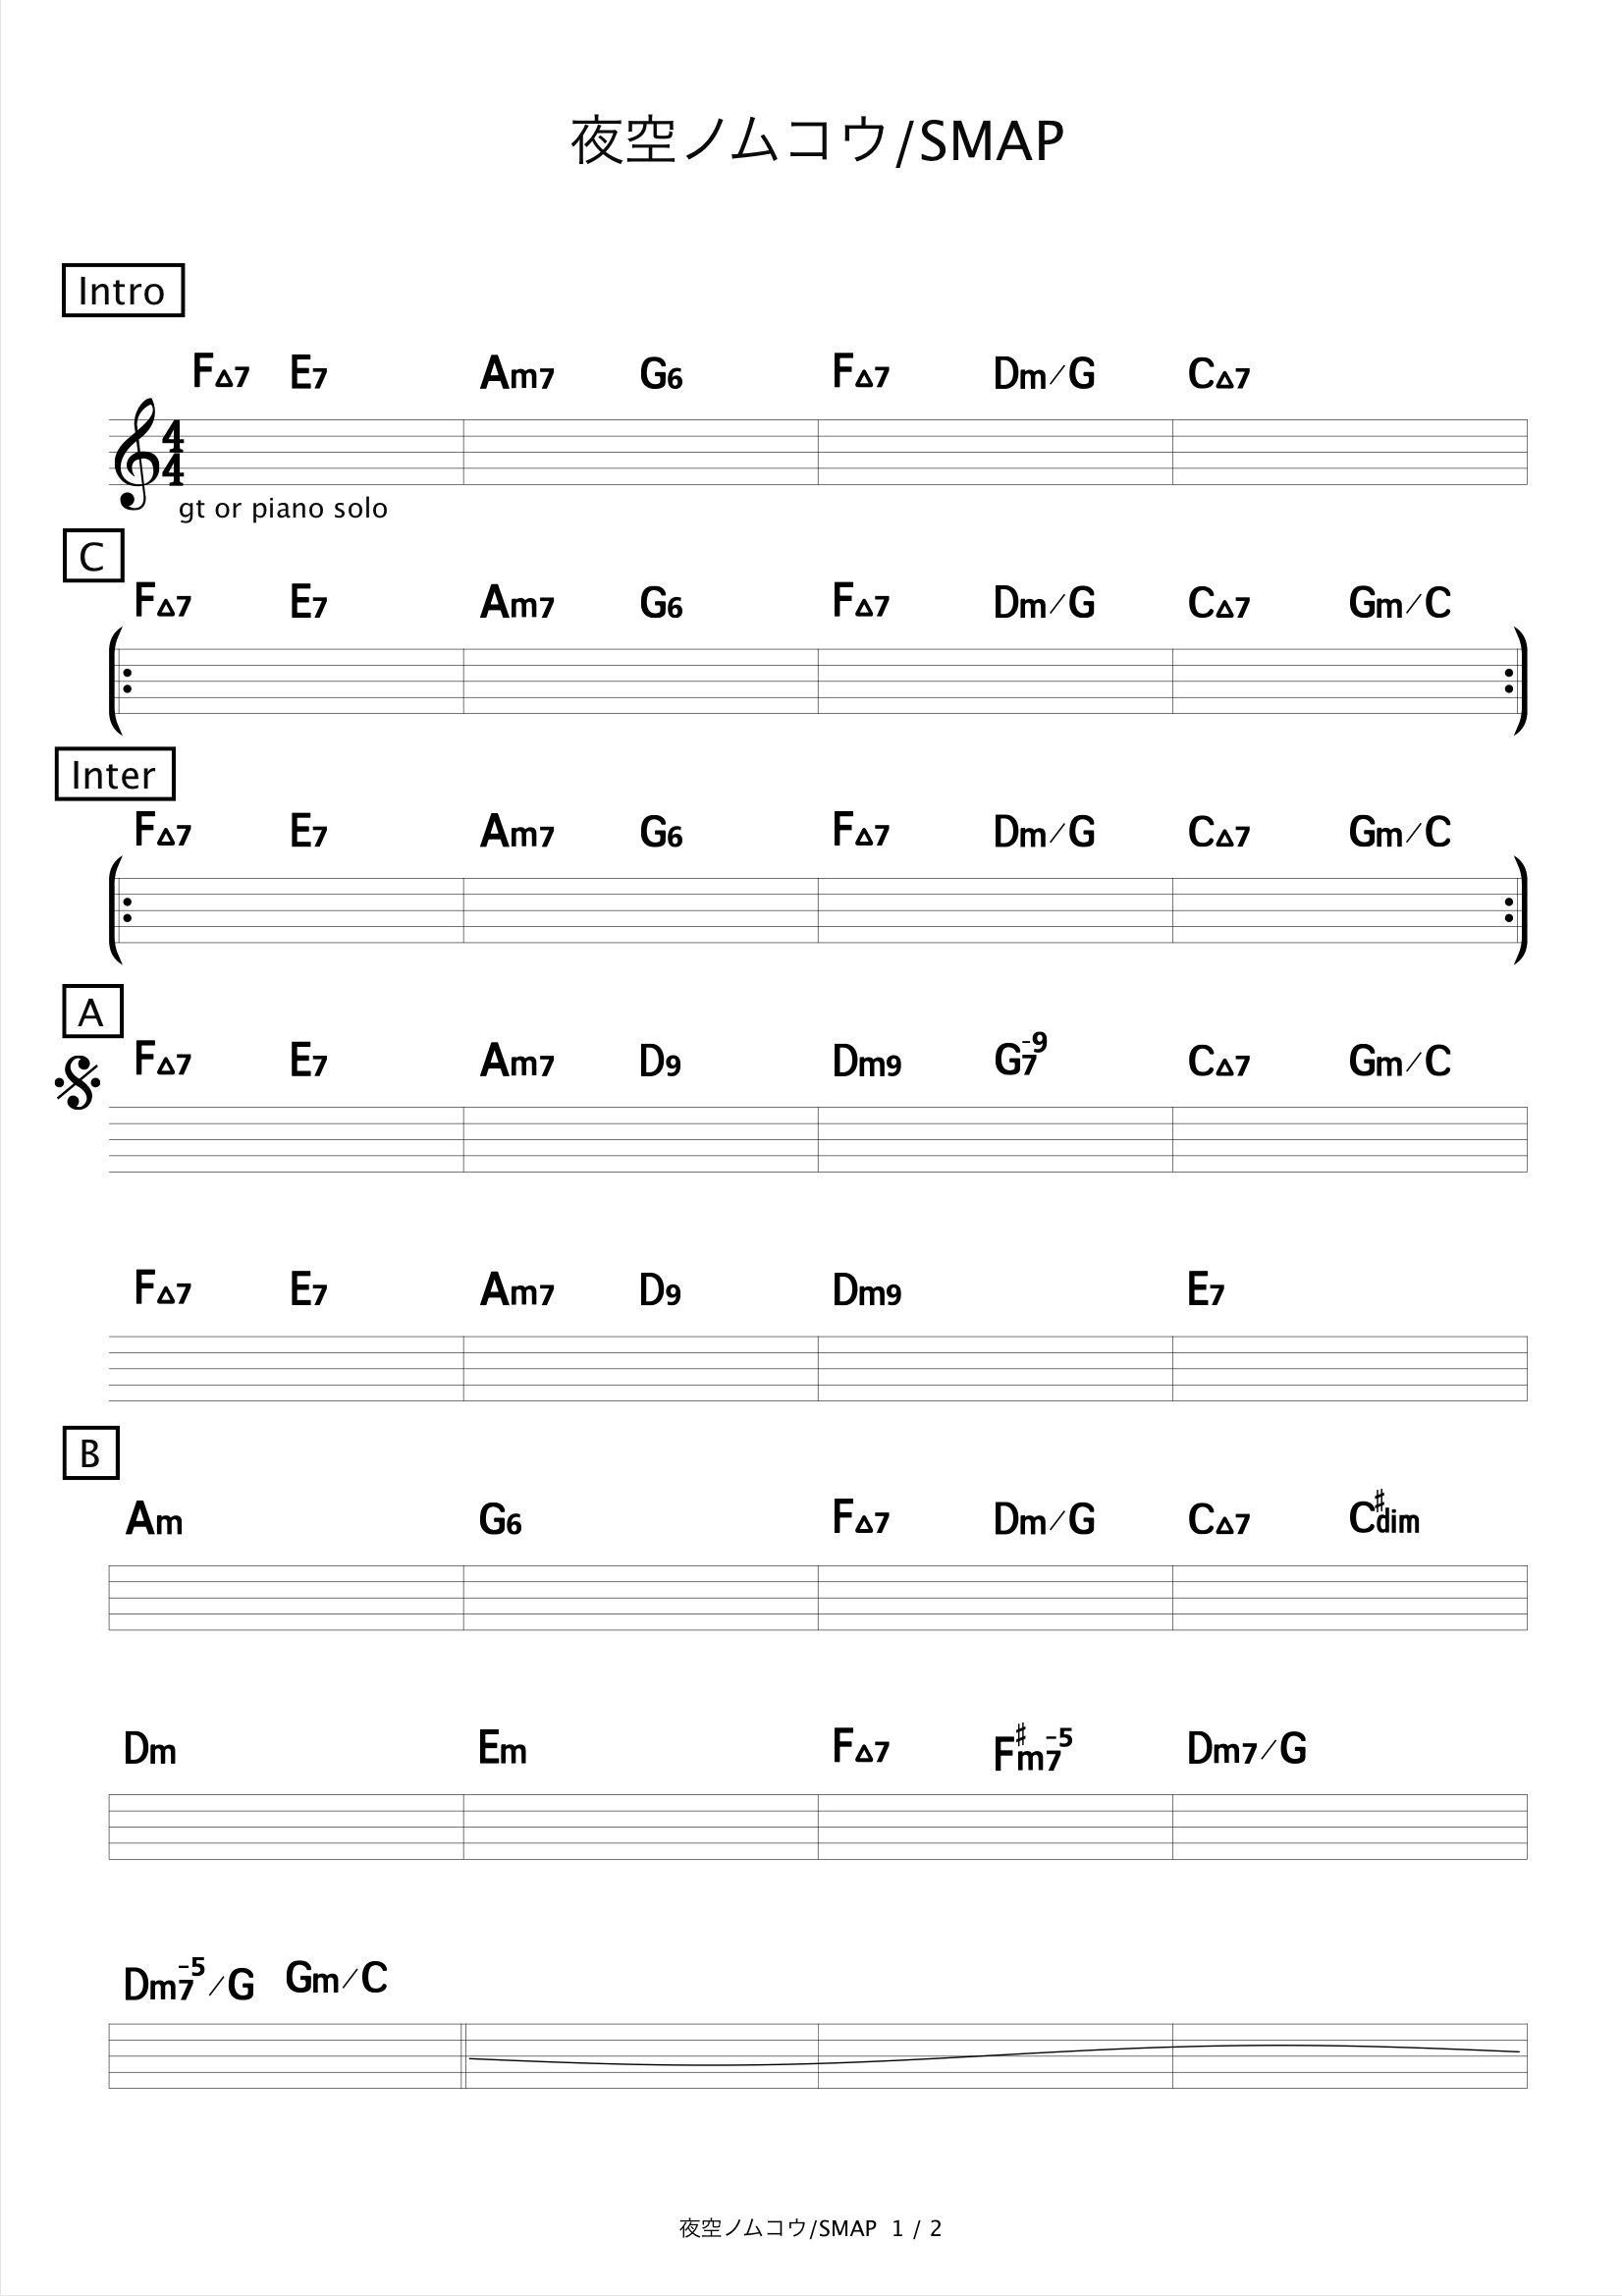 夜空ノムコウ/SMAP
Intro
F△7 E7 Am7 G6 F△7 Dm/G C△7
4
4
gt or piano solo
C
F△7 E7 Am7 G6 F△7 Dm/G C△7 Gm/C
Inter
F△7 E7 Am7 G6 F△7 Dm/G C△7 Gm/C
A
F△7 E7 Am7 D9 Dm9 G7-9 C△7 Gm/C
F△7 E7 Am7 D9 Dm9 E7
B
Am G6 F△7 Dm/G C△7 C♯dim
Dm Em F△7 F♯m7-5 Dm7/G
Dm7-5/G Gm/C
夜空ノムコウ/SMAP 1 / 2